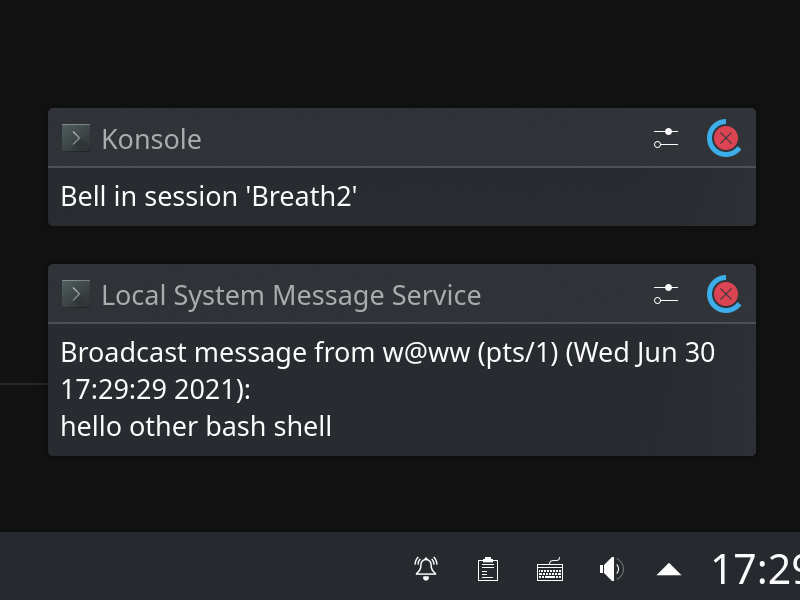 Konsole
Bell in session 'Breath2'
Local System Message Service
Broadcast message from w@ww (pts/1) (Wed Jun 30
17:29:29 2021):
hello other bash shell
17:29